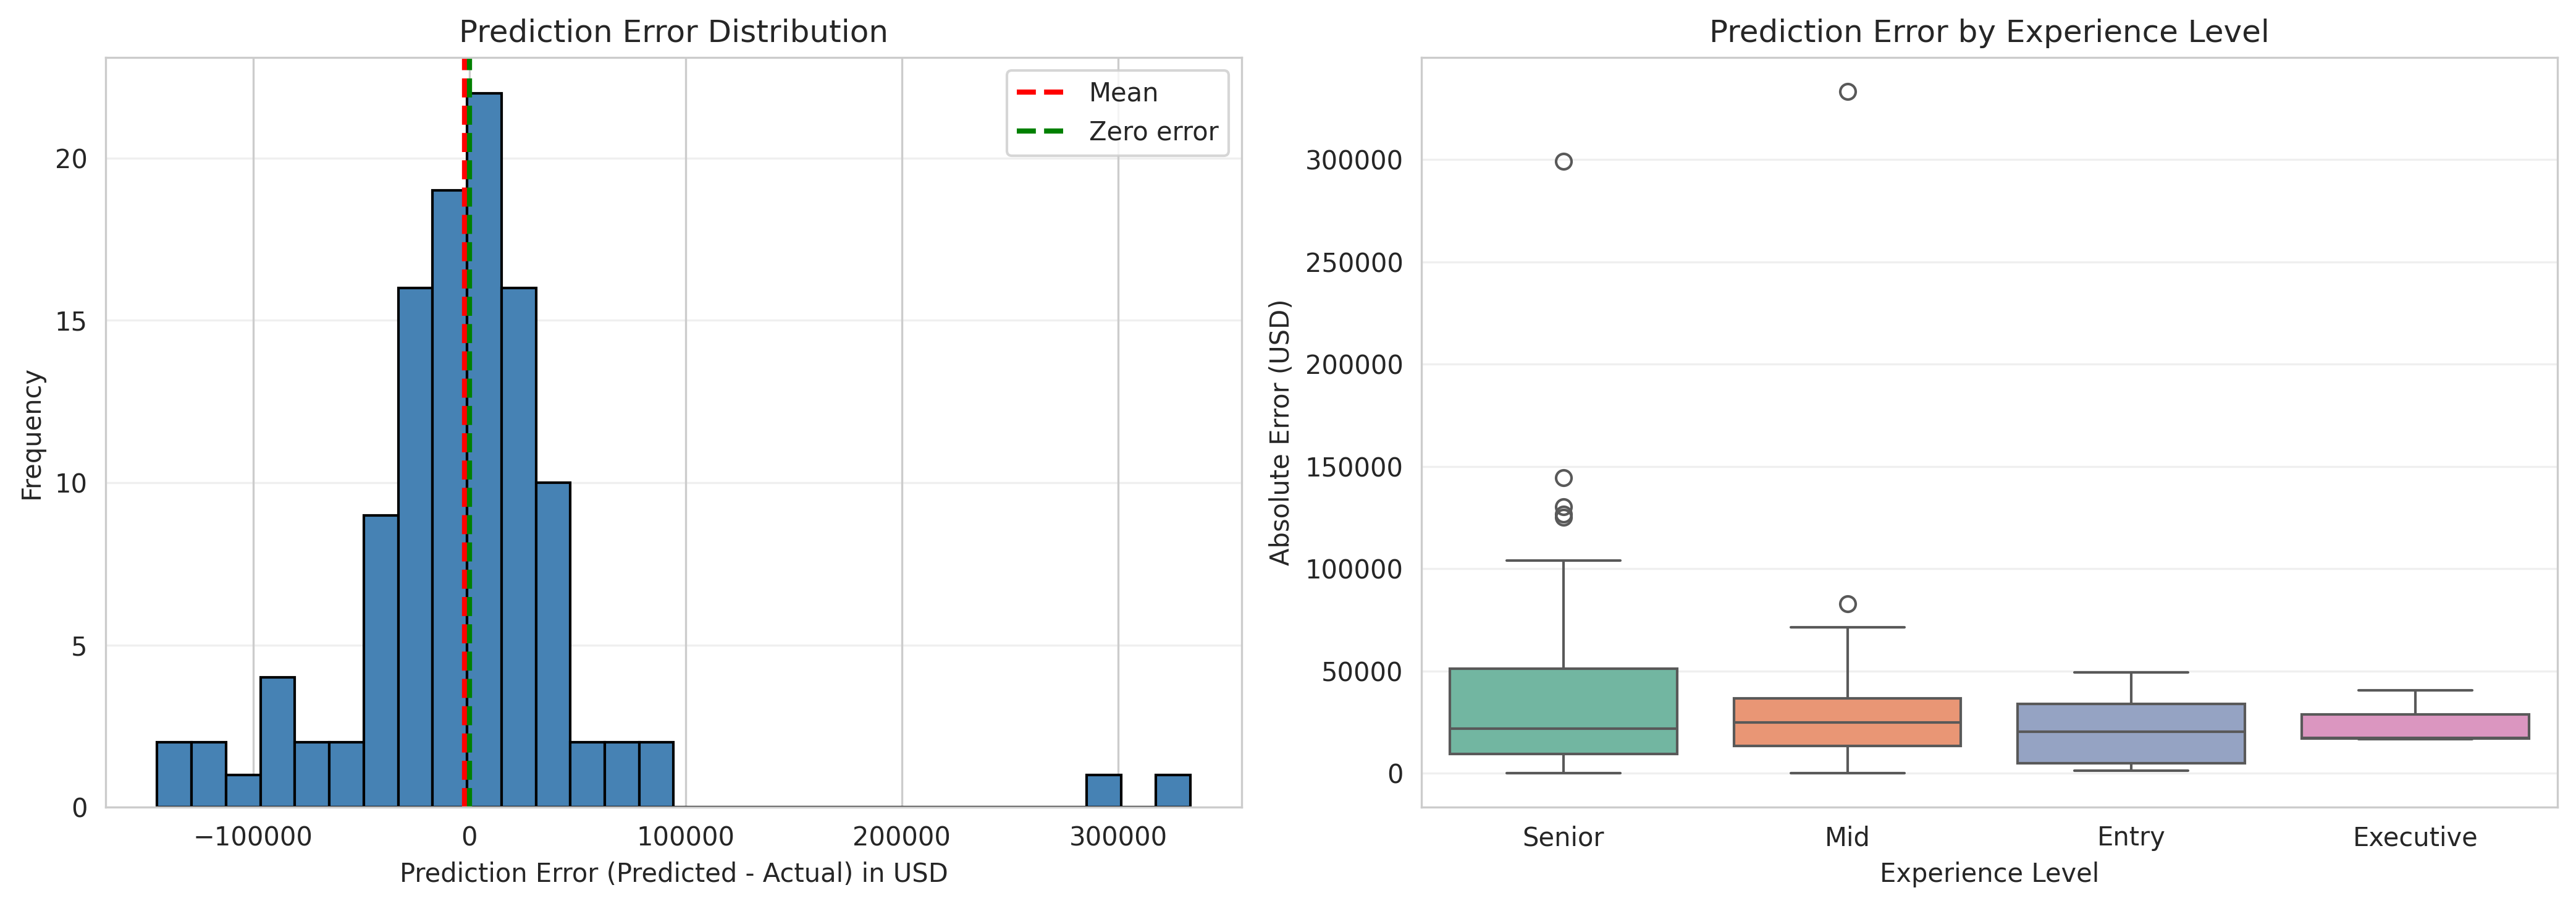 Prediction Error Distribution
Frequency
20
15
10
5
0
−100000
0
100000
200000
300000
Prediction Error (Predicted - Actual) in USD
Mean
Zero error
Prediction Error by Experience Level
Absolute Error (USD)
300000
250000
200000
150000
100000
50000
0
Senior
Mid
Entry
Executive
Experience Level